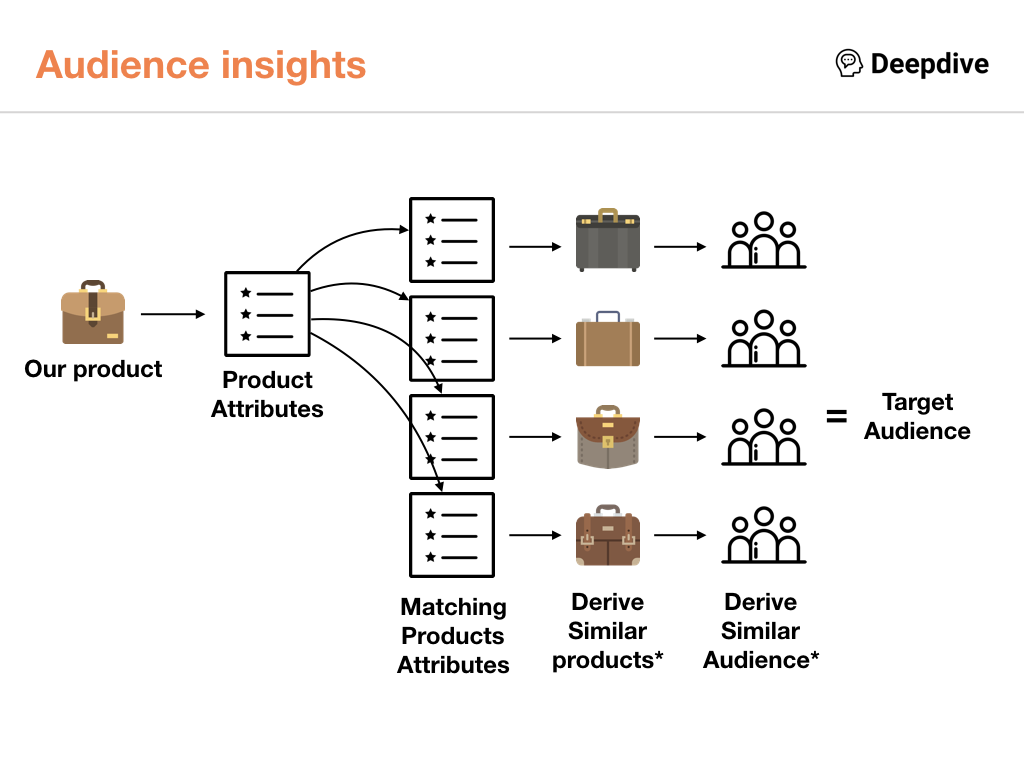 Audience insights
Deepdive
Our product
Product
Attributes
Matching
Products
Attributes
Derive
Similar
products*
Derive
Similar
Audience*
=
Target
Audience